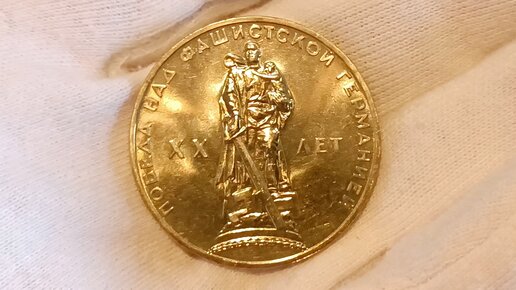 ПОБЕДА НАД ФАШИСТСКОЙ ГЕРМАНИЕЙ
XX ЛЕТ